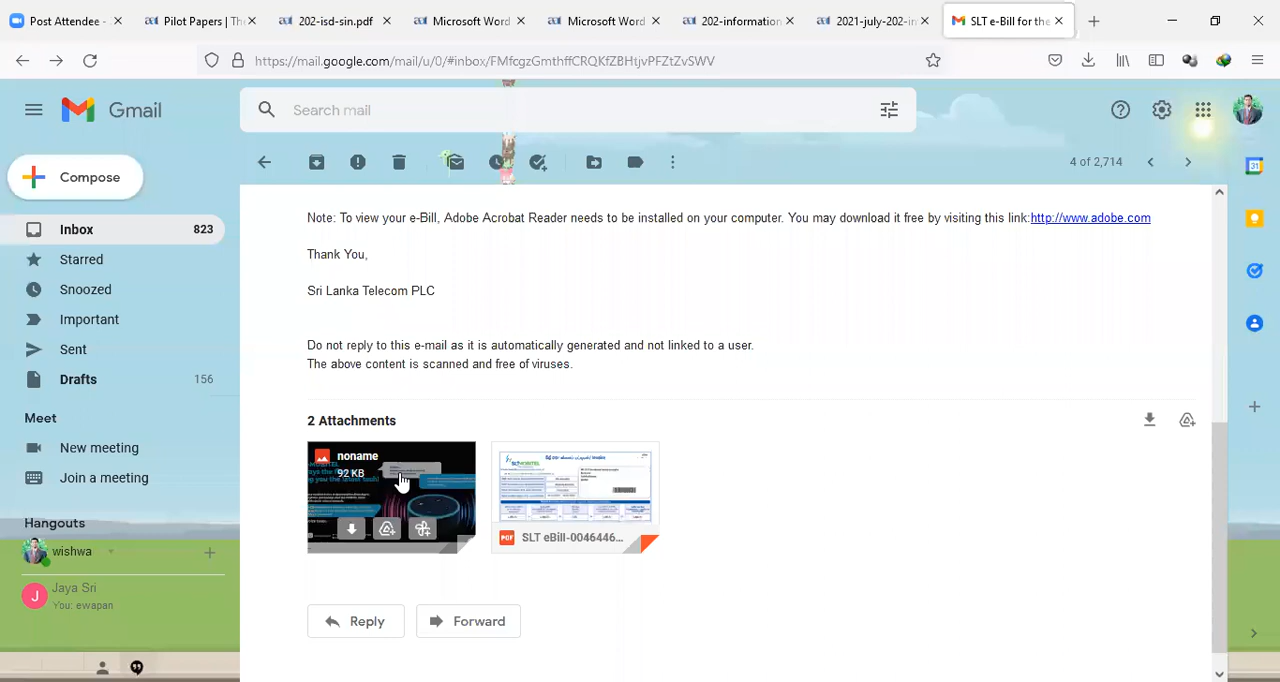 Post Attendee -
Pilot Papers | The
202-isd-sin.pdf
Microsoft Word
Microsoft Word
202-information
2021-july-202-in
SLT e-Bill for the
https://mail.google.com/mail/u/0/#inbox/FMfcgzGmthffCRQKfZBHtjvPFZtZvSWV
Gmail
Search mail
4 of 2,714
Compose
Inbox 823
Starred
Snoozed
Important
Sent
Drafts 156
Meet
New meeting
Join a meeting
Hangouts
wishwa
J
Jaya Sri
You: ewapan
31
Note: To view your e-Bill, Adobe Acrobat Reader needs to be installed on your computer. You may download it free by visiting this link:http://www.adobe.com
Thank You,
Sri Lanka Telecom PLC
Do not reply to this e-mail as it is automatically generated and not linked to a user.
The above content is scanned and free of viruses.
2 Attachments
noname
92 KB
SLTMOBITEL
PDF SLT eBill-0046446...
Reply
Forward